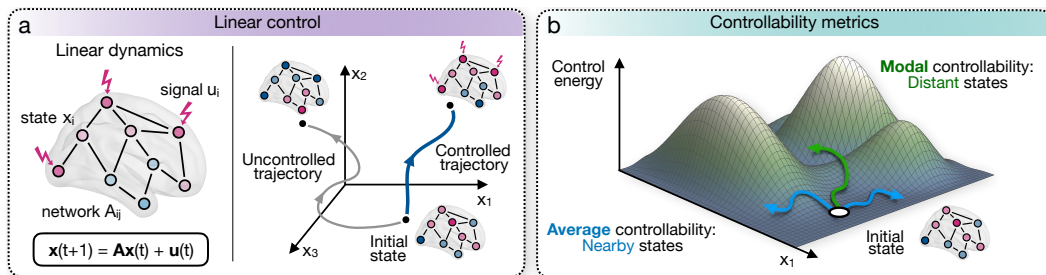 a
Linear control
Linear dynamics
signal uᵢ
state xᵢ
network Aᵢⱼ
x(t+1) = Ax(t) + u(t)
x₂
Uncontrolled
trajectory
Controlled
trajectory
x₁
x₃
Initial
state
b
Controllability metrics
Control
energy
Modal controllability:
Distant states
Average controllability:
Nearby states
Initial
state
x₁